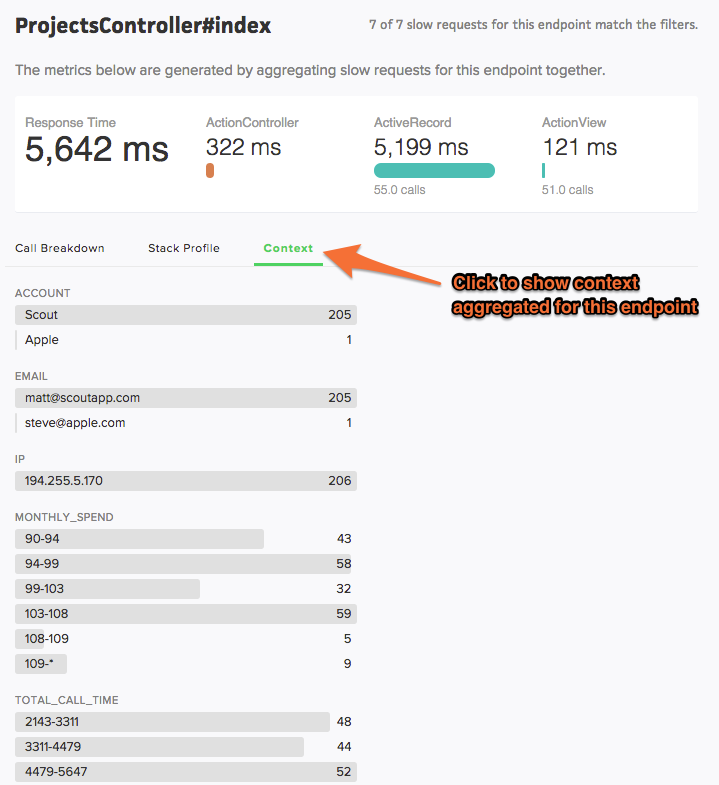 ProjectsController#index
7 of 7 slow requests for this endpoint match the filters.
The metrics below are generated by aggregating slow requests for this endpoint together.
Response Time ActionController ActiveRecord ActionView
5,642 ms 322 ms 5,199 ms 121 ms
55.0 calls 51.0 calls
Call Breakdown Stack Profile Context
Click to show context
aggregated for this endpoint
ACCOUNT
Scout 205
Apple 1
EMAIL
matt@scoutapp.com 205
steve@apple.com 1
IP
194.255.5.170 206
MONTHLY_SPEND
90-94 43
94-99 58
99-103 32
103-108 59
108-109 5
109-* 9
TOTAL_CALL_TIME
2143-3311 48
3311-4479 44
4479-5647 52